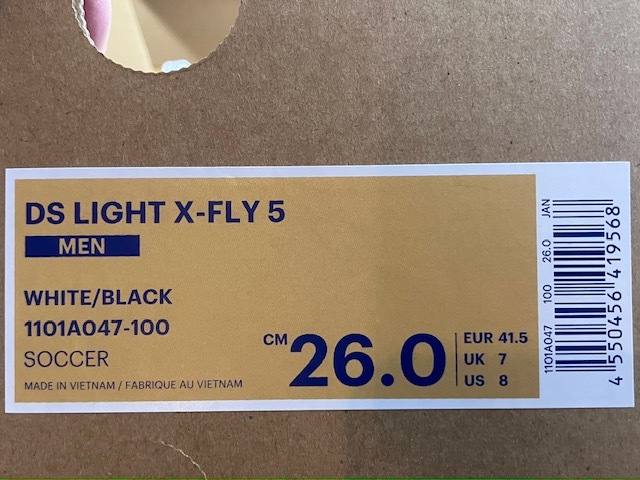 DS LIGHT X-FLY 5
MEN
WHITE/BLACK
1101A047-100
SOCCER
MADE IN VIETNAM / FABRIQUE AU VIETNAM
CM 26.0
EUR 41.5
UK 7
US 8
1101A047 100 26.0 JAN
4 550456 419568